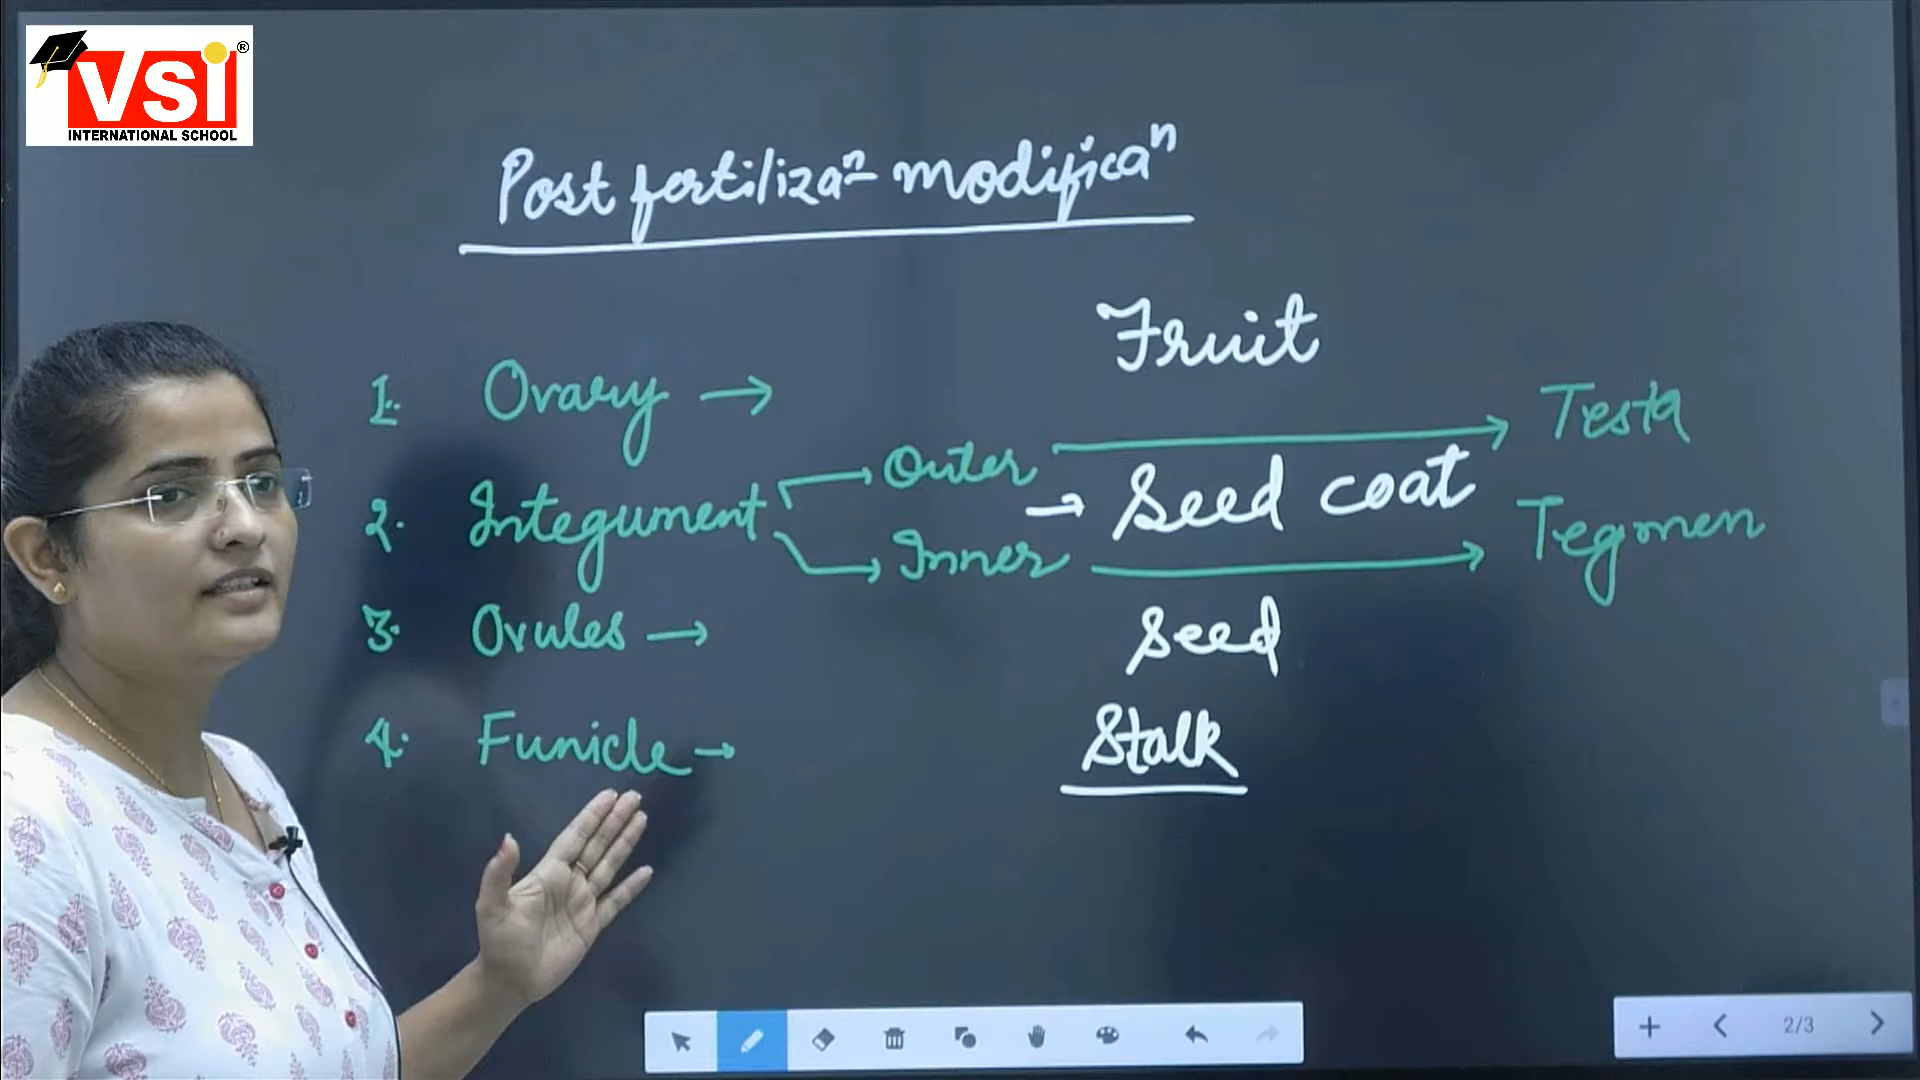 VSI®
INTERNATIONAL SCHOOL
Post fertilizaⁿ modificaⁿ
1. Ovary → Fruit
2. Integument → Outer → Testa
→ Seed coat
→ Inner → Tegmen
3. Ovules → Seed
4. Funicle → Stalk
2/3